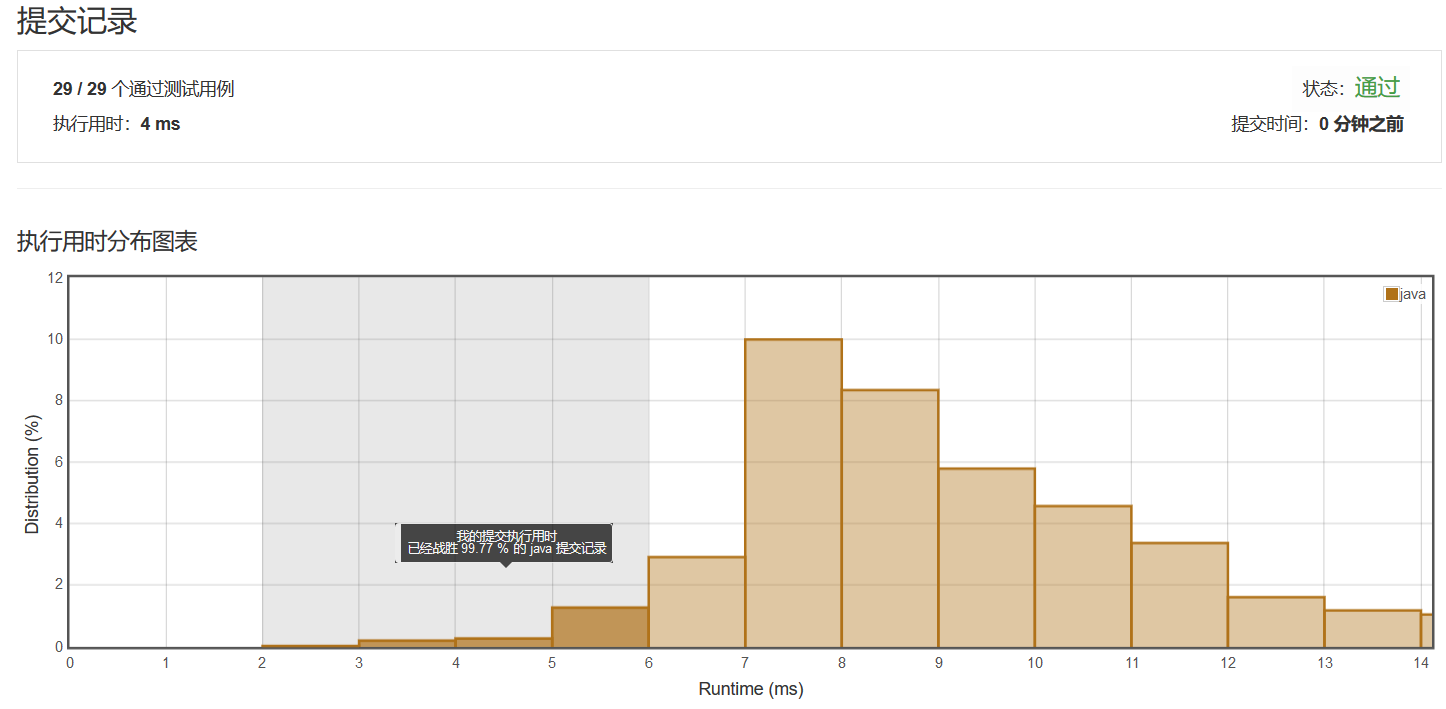 提交记录
29 / 29 个通过测试用例
状态：通过
执行用时：4 ms
提交时间：0 分钟之前
执行用时分布图表
12
java
10
8
6
4
2
0
Distribution (%)
我的提交执行用时
已经战胜 99.77 % 的 java 提交记录
0 1 2 3 4 5 6 7 8 9 10 11 12 13 14
Runtime (ms)